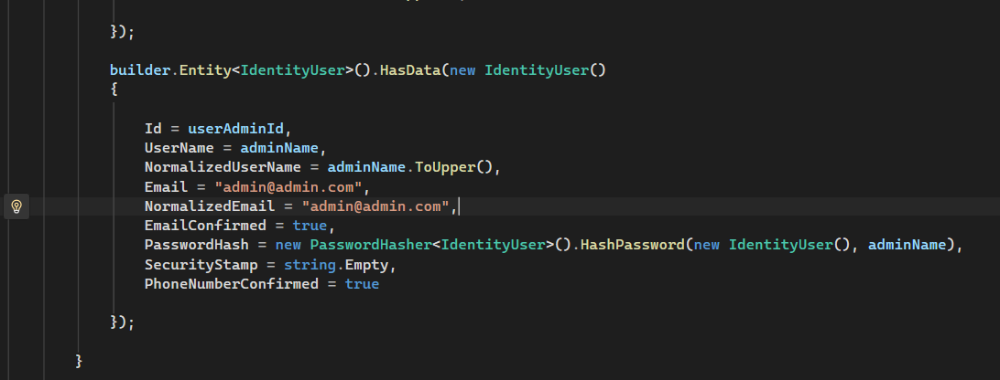 });
builder.Entity<IdentityUser>().HasData(new IdentityUser()
{
Id = userAdminId,
UserName = adminName,
NormalizedUserName = adminName.ToUpper(),
Email = "admin@admin.com",
NormalizedEmail = "admin@admin.com",
EmailConfirmed = true,
PasswordHash = new PasswordHasher<IdentityUser>().HashPassword(new IdentityUser(), adminName),
SecurityStamp = string.Empty,
PhoneNumberConfirmed = true
});
}